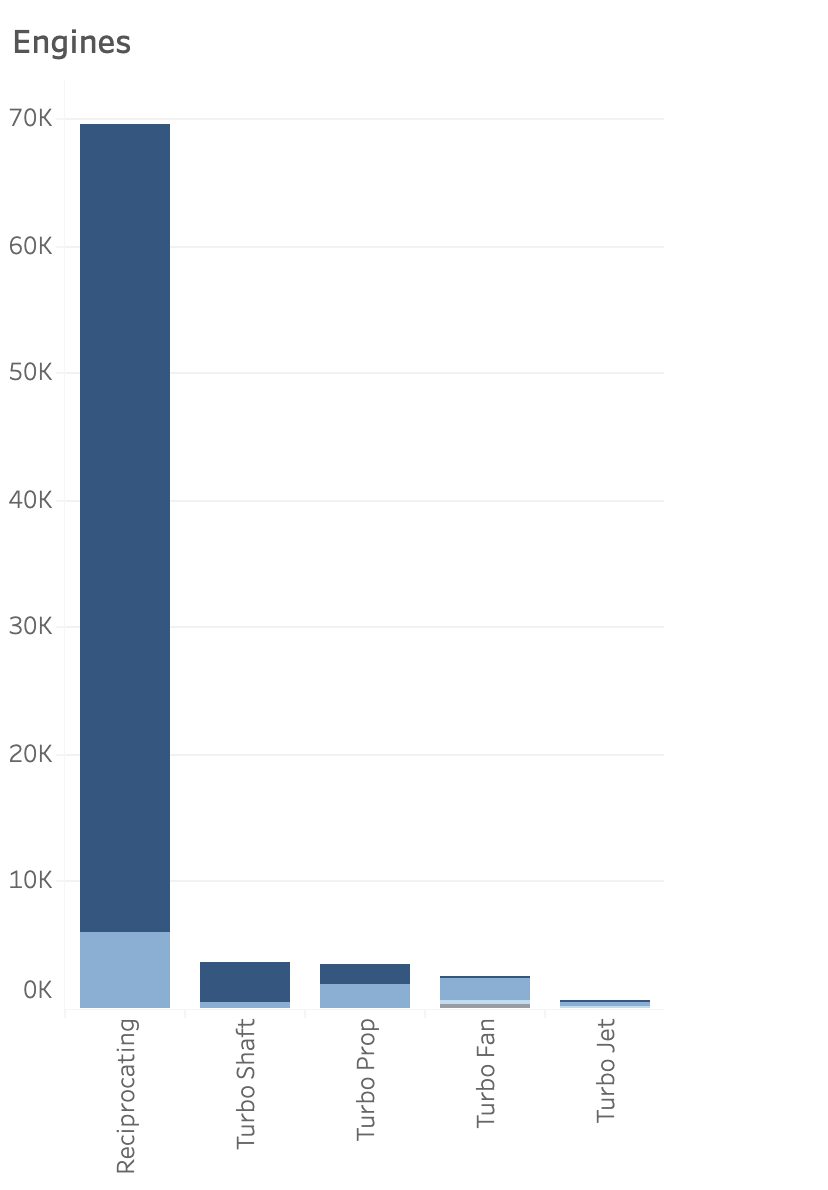 Engines
70K
60K
50K
40K
30K
20K
10K
0K
Reciprocating
Turbo Shaft
Turbo Prop
Turbo Fan
Turbo Jet